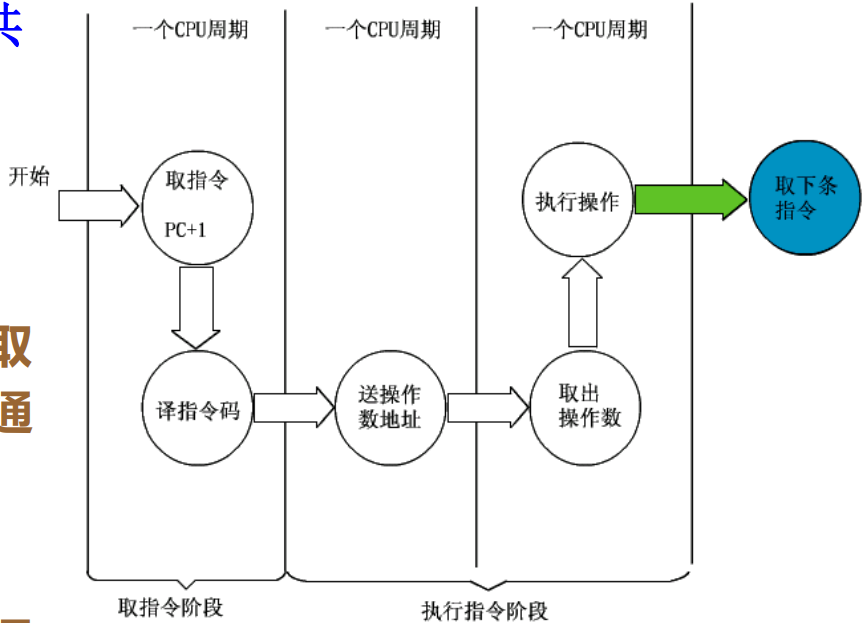 共
一个CPU周期
一个CPU周期
一个CPU周期
开始
取指令
PC+1
执行操作
取下条
指令
取
通
译指令码
送操作
数地址
取出
操作数
取指令阶段
执行指令阶段